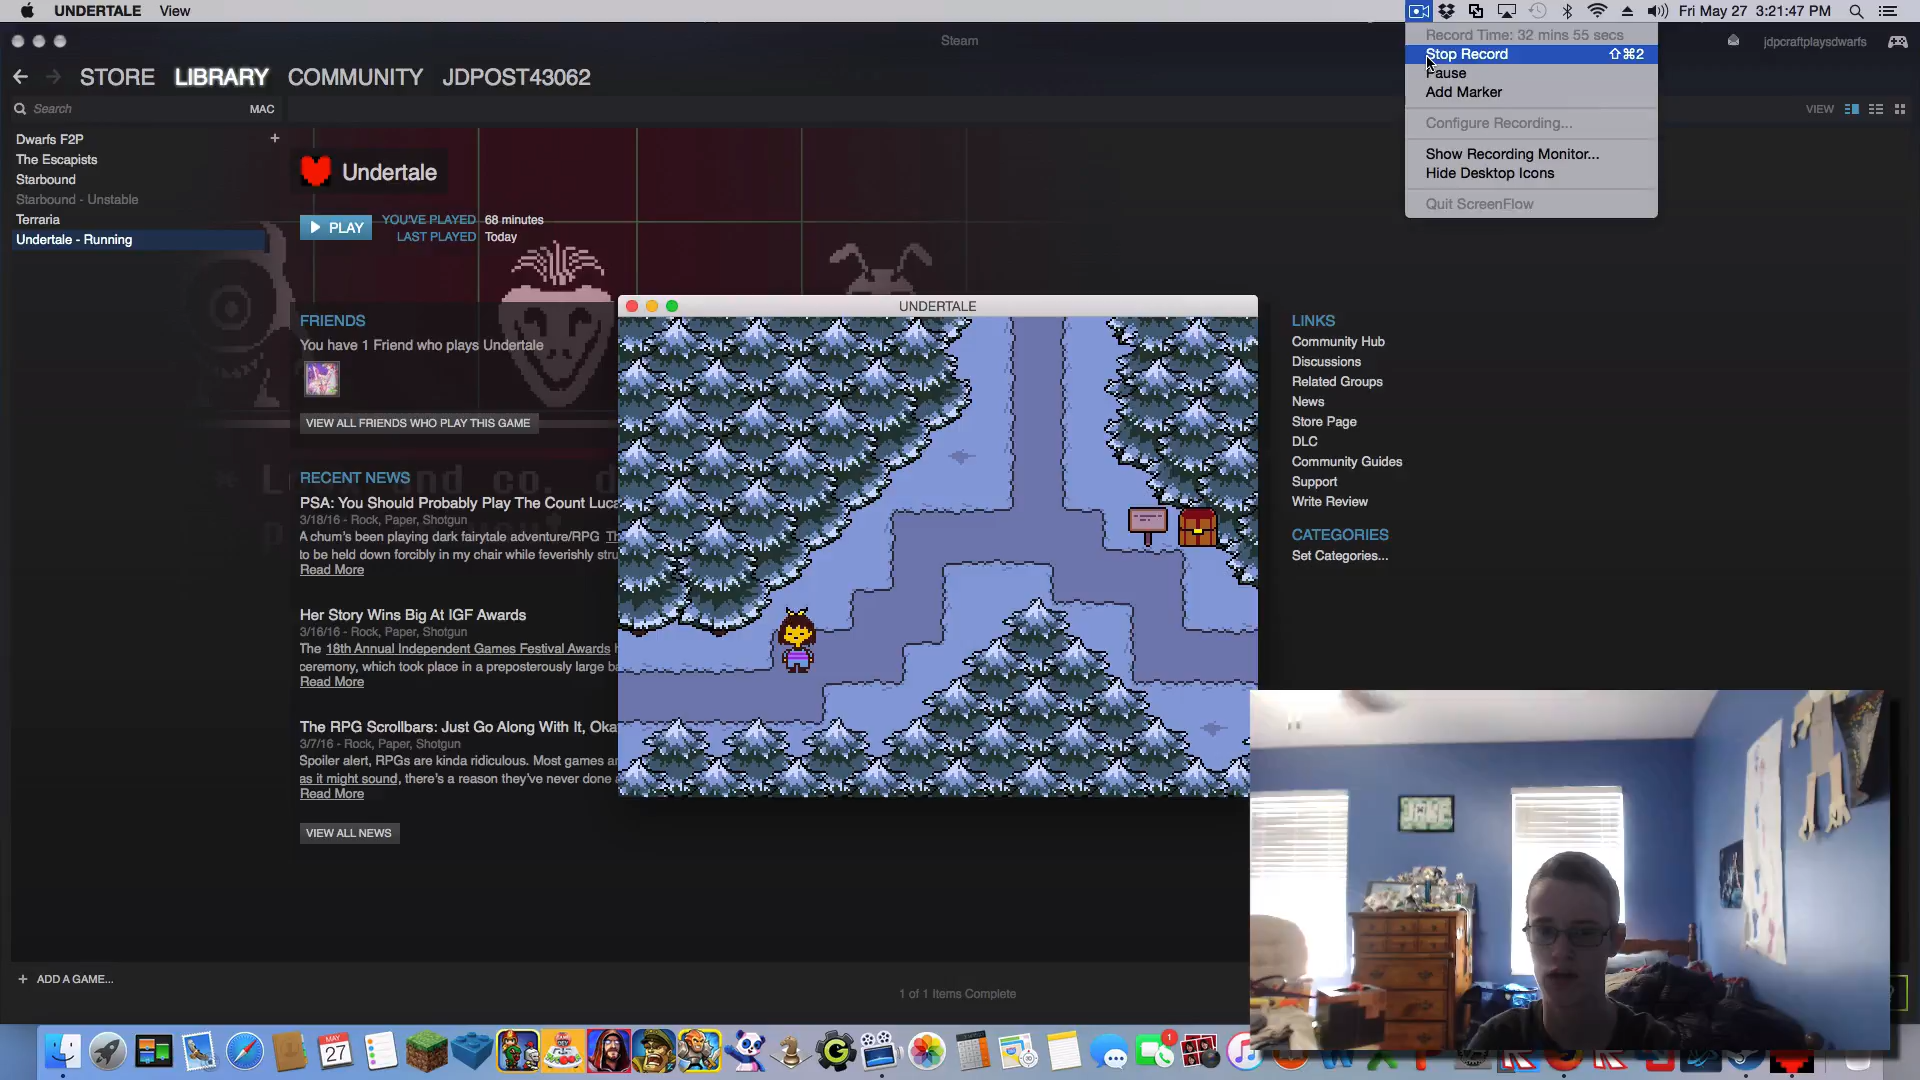 UNDERTALE View
Fri May 27 3:21:47 PM
Record Time: 32 mins 55 secs
Stop Record ⇧⌘2
Pause
Add Marker
Configure Recording...
Show Recording Monitor...
Hide Desktop Icons
Quit ScreenFlow
Steam
jdpcraftplaysdwarfs
STORE LIBRARY COMMUNITY JDPOST43062
Search MAC
VIEW
Dwarfs F2P
The Escapists
Starbound
Starbound - Unstable
Terraria
Undertale - Running
Undertale
PLAY
YOU'VE PLAYED 68 minutes
LAST PLAYED Today
FRIENDS
You have 1 Friend who plays Undertale
VIEW ALL FRIENDS WHO PLAY THIS GAME
RECENT NEWS
PSA: You Should Probably Play The Count Luca
3/18/16 - Rock, Paper, Shotgun
A chum's been playing dark fairytale adventure/RPG Th
to be held down forcibly in my chair while feverishly stru
Read More
Her Story Wins Big At IGF Awards
3/16/16 - Rock, Paper, Shotgun
The 18th Annual Independent Games Festival Awards h
ceremony, which took place in a preposterously large ba
Read More
The RPG Scrollbars: Just Go Along With It, Oka
3/7/16 - Rock, Paper, Shotgun
Spoiler alert, RPGs are kinda ridiculous. Most games ar
as it might sound, there's a reason they've never done a
Read More
VIEW ALL NEWS
UNDERTALE
LINKS
Community Hub
Discussions
Related Groups
News
Store Page
DLC
Community Guides
Support
Write Review
CATEGORIES
Set Categories...
+ ADD A GAME...
1 of 1 Items Complete
MAY
27
1